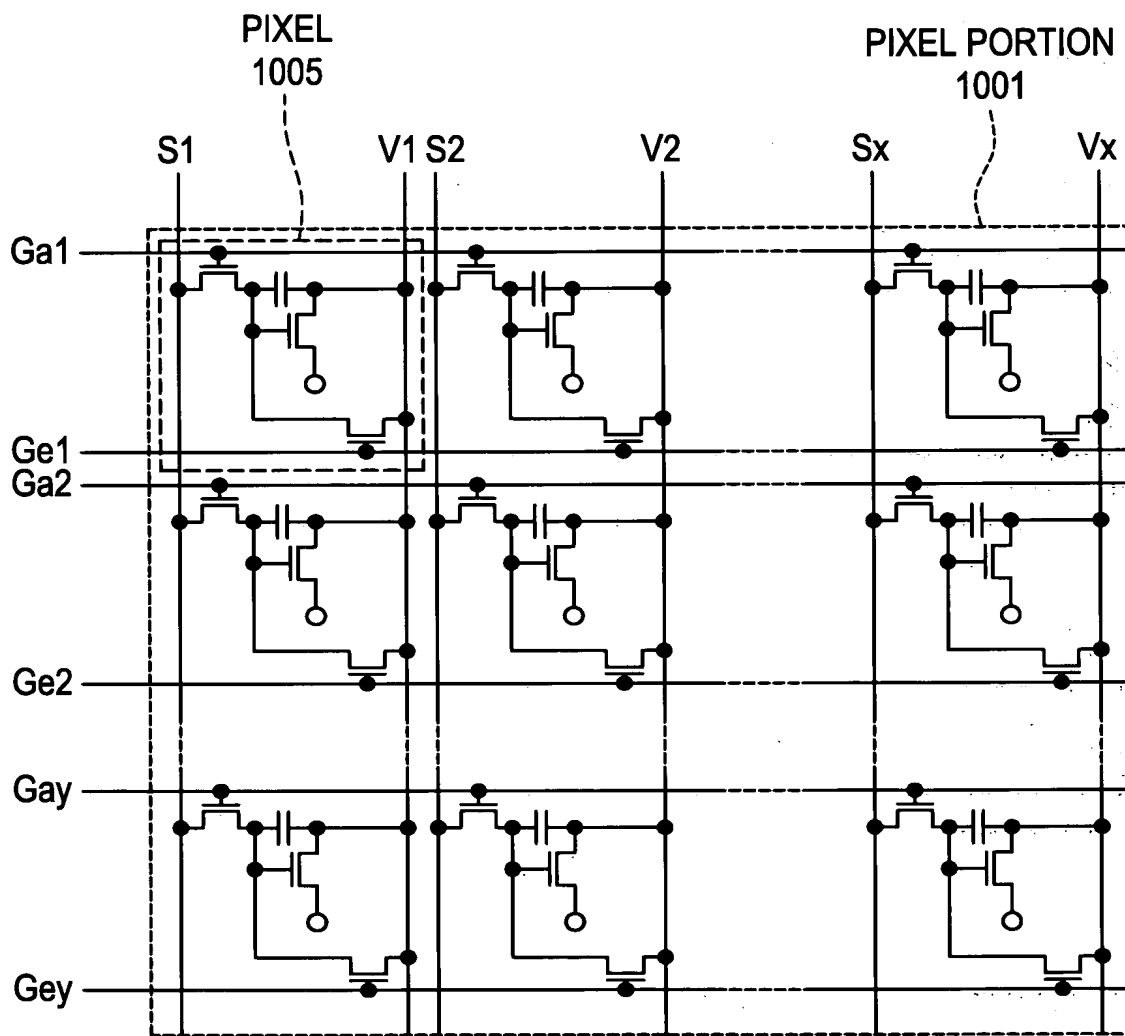 PIXEL
1005
PIXEL PORTION
1001
S1 V1 S2 V2 Sx Vx
Ga1
Ge1
Ga2
Ge2
Gay
Gey